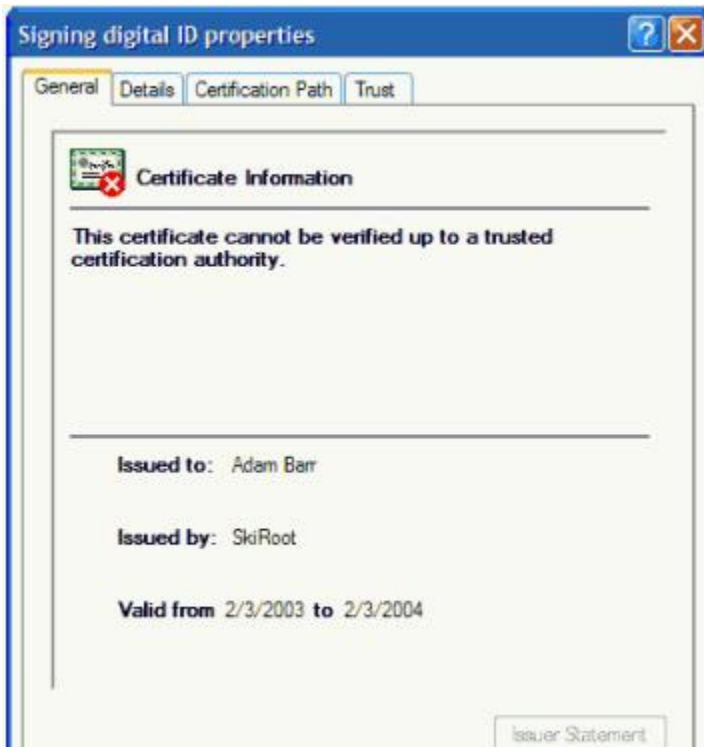 Signing digital ID properties
General Details Certification Path Trust
Certificate Information
This certificate cannot be verified up to a trusted
certification authority.
Issued to: Adam Barr
Issued by: SkiRoot
Valid from 2/3/2003 to 2/3/2004
Issuer Statement